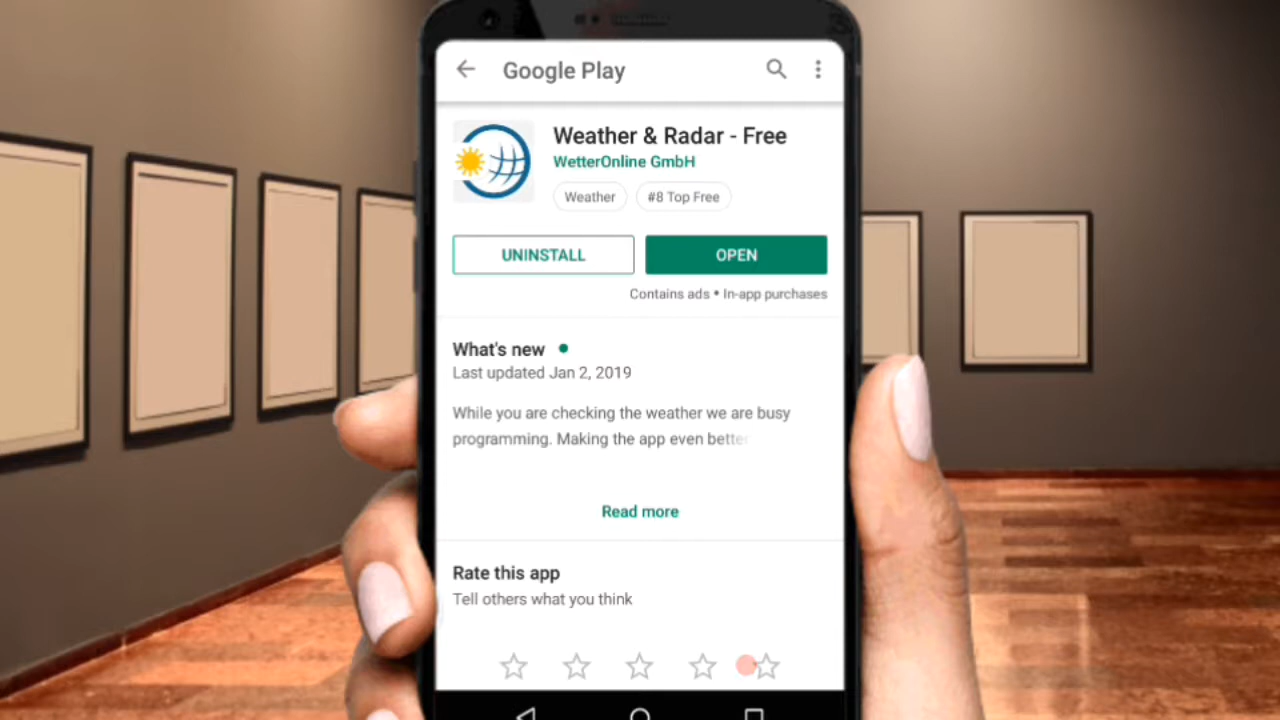 Google Play
Weather & Radar - Free
WetterOnline GmbH
Weather
#8 Top Free
UNINSTALL
OPEN
Contains ads • In-app purchases
What's new
Last updated Jan 2, 2019
While you are checking the weather we are busy
programming. Making the app even better
Read more
Rate this app
Tell others what you think